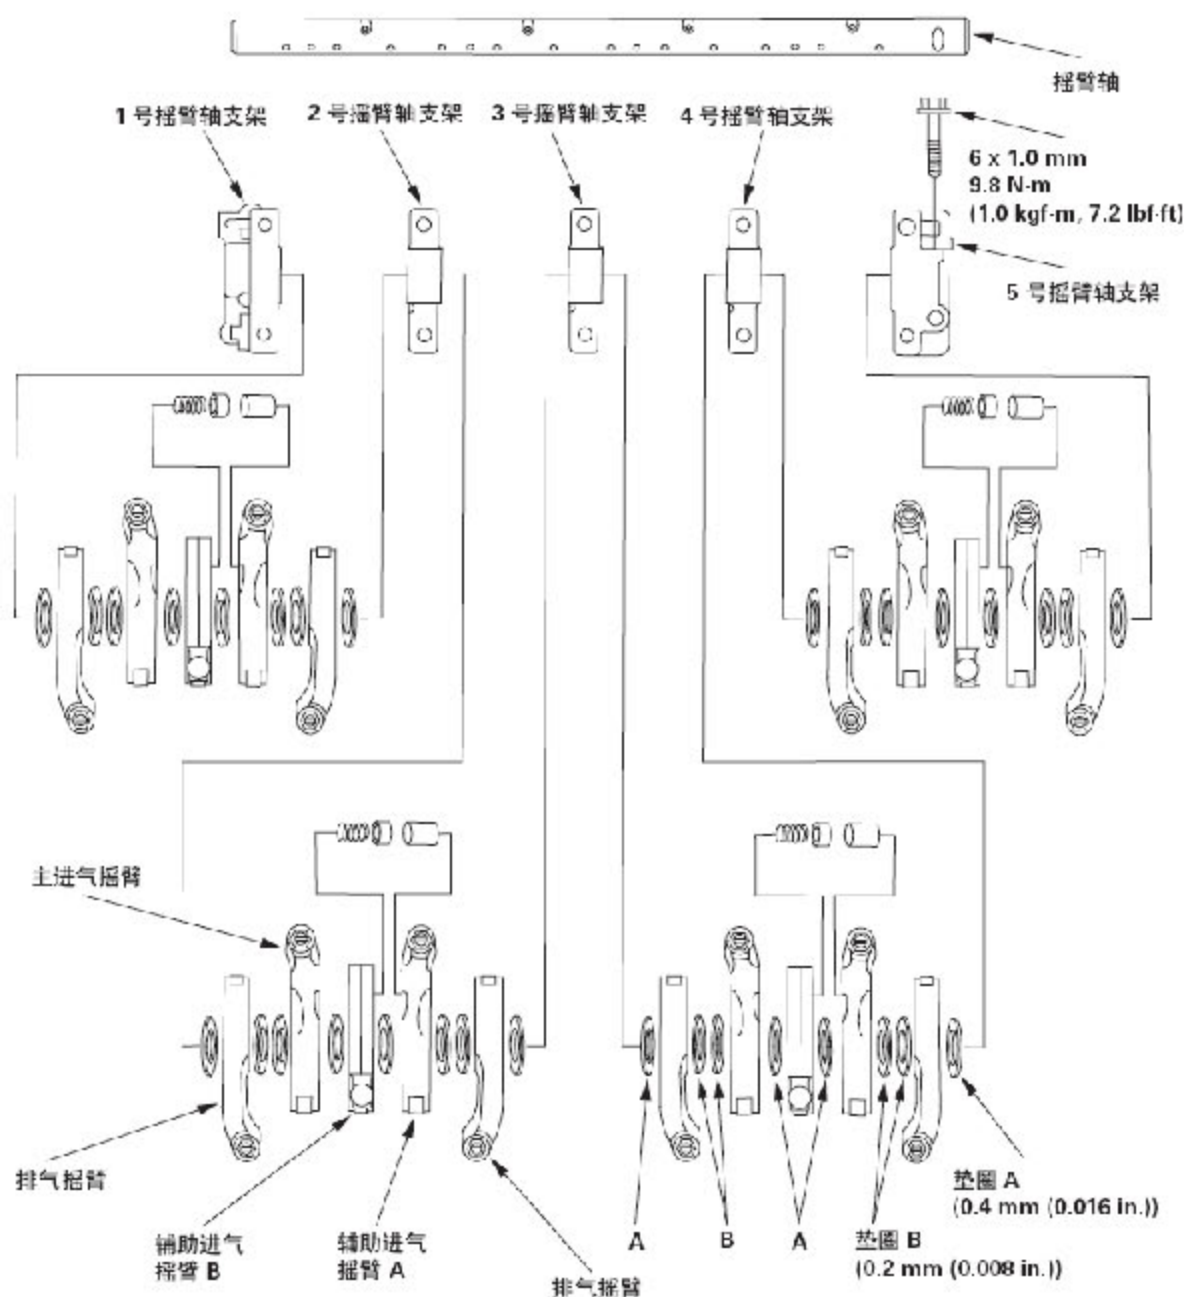 摇臂轴
1 号摇臂轴支架
2 号摇臂轴支架
3 号摇臂轴支架
4 号摇臂轴支架
6 x 1.0 mm
9.8 N-m
(1.0 kgf-m, 7.2 lbf-ft)
5 号摇臂轴支架
主进气摇臂
排气摇臂
辅助进气
摇臂 B
辅助进气
摇臂 A
排气摇臂
A
B
A
垫圈 B
(0.2 mm (0.008 in.))
垫圈 A
(0.4 mm (0.016 in.))